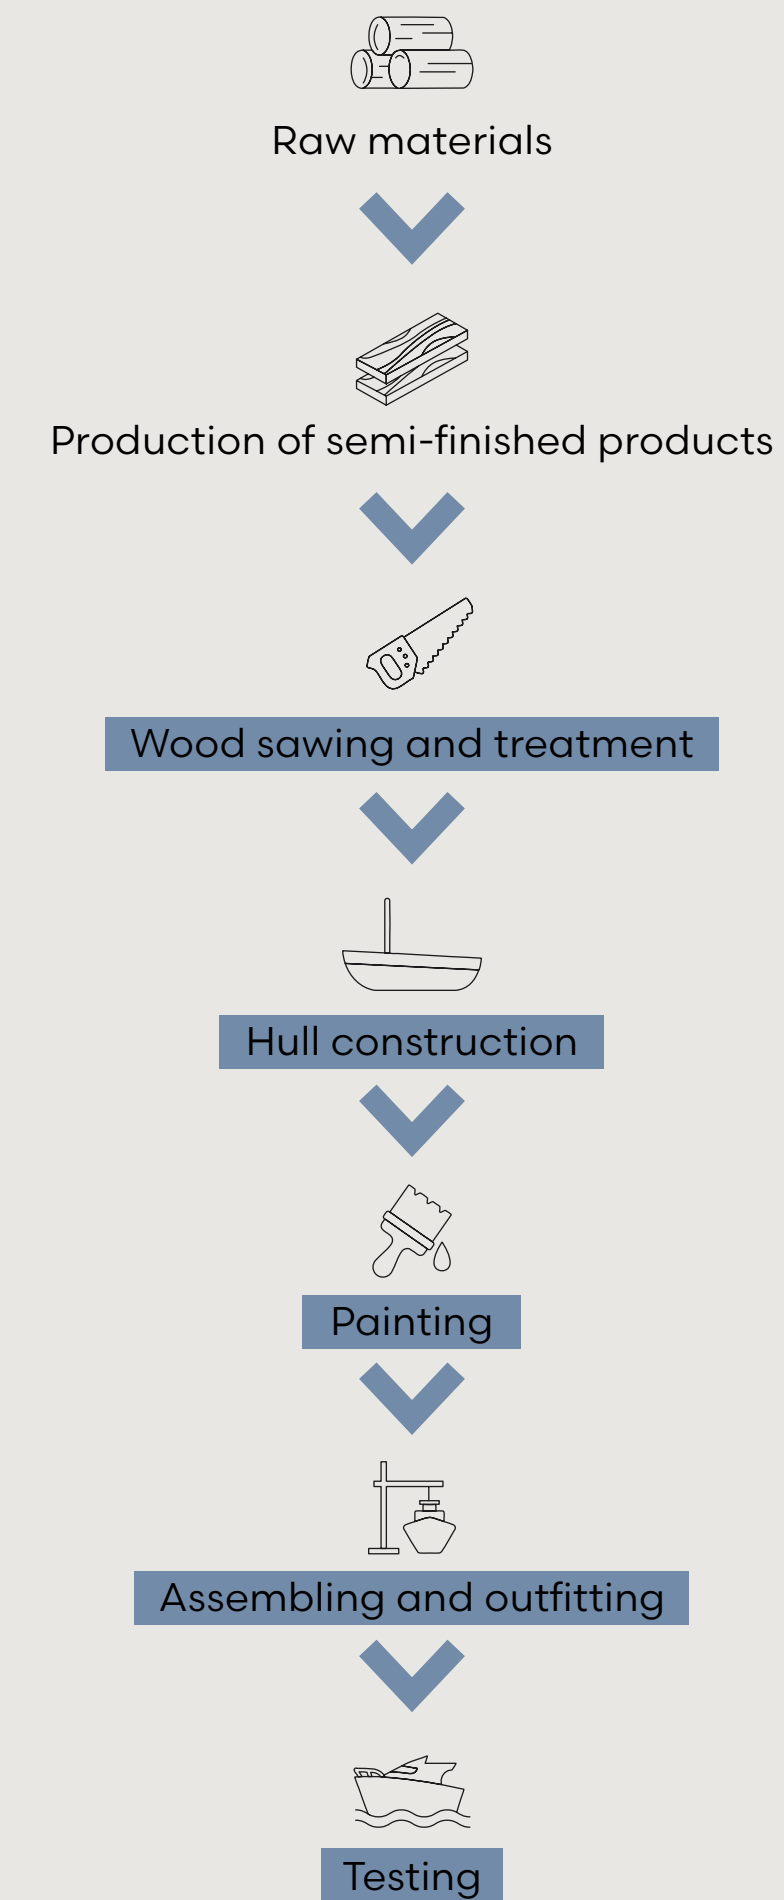 Raw materials
Production of semi-finished products
Wood sawing and treatment
Hull construction
Painting
Assembling and outfitting
Testing